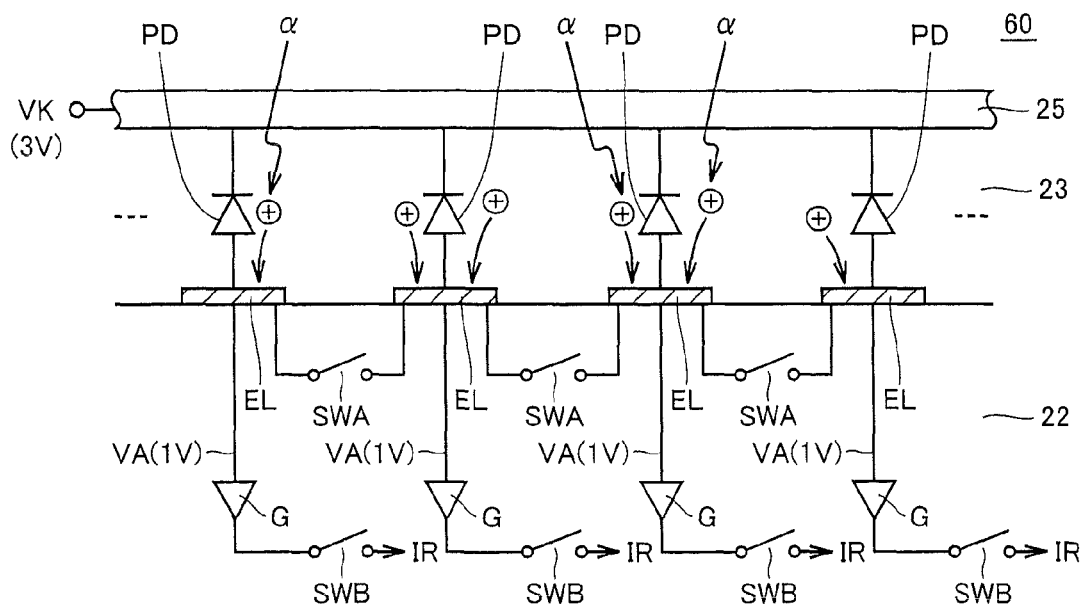 PD α PD α PD α PD 60
VK
(3V)
25
23
EL SWA EL SWA EL SWA EL
22
VA(1V) VA(1V) VA(1V) VA(1V)
G G G G
IR IR IR IR
SWB SWB SWB SWB